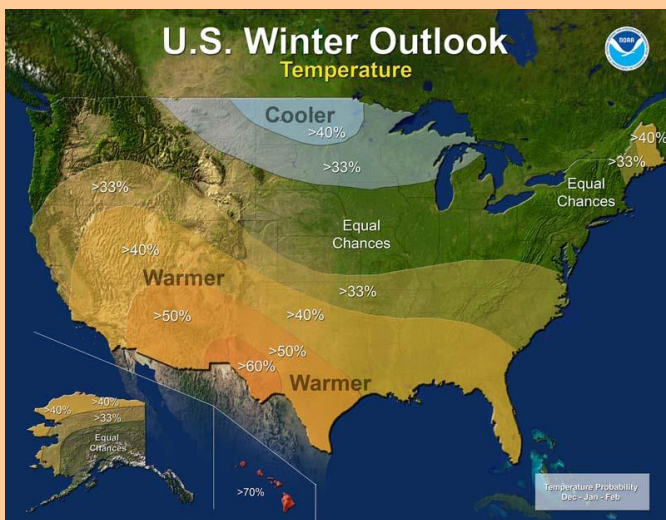 U.S. Winter Outlook
Temperature
NOAA
Cooler
>40%
>33%
>40%
>33%
Equal
Chances
>33%
Equal
Chances
>40%
Warmer
>33%
>50%
>40%
>50%
>60%
Warmer
>40%
>40%
>33%
Equal
Chances
>70%
Temperature Probability
Dec - Jan - Feb